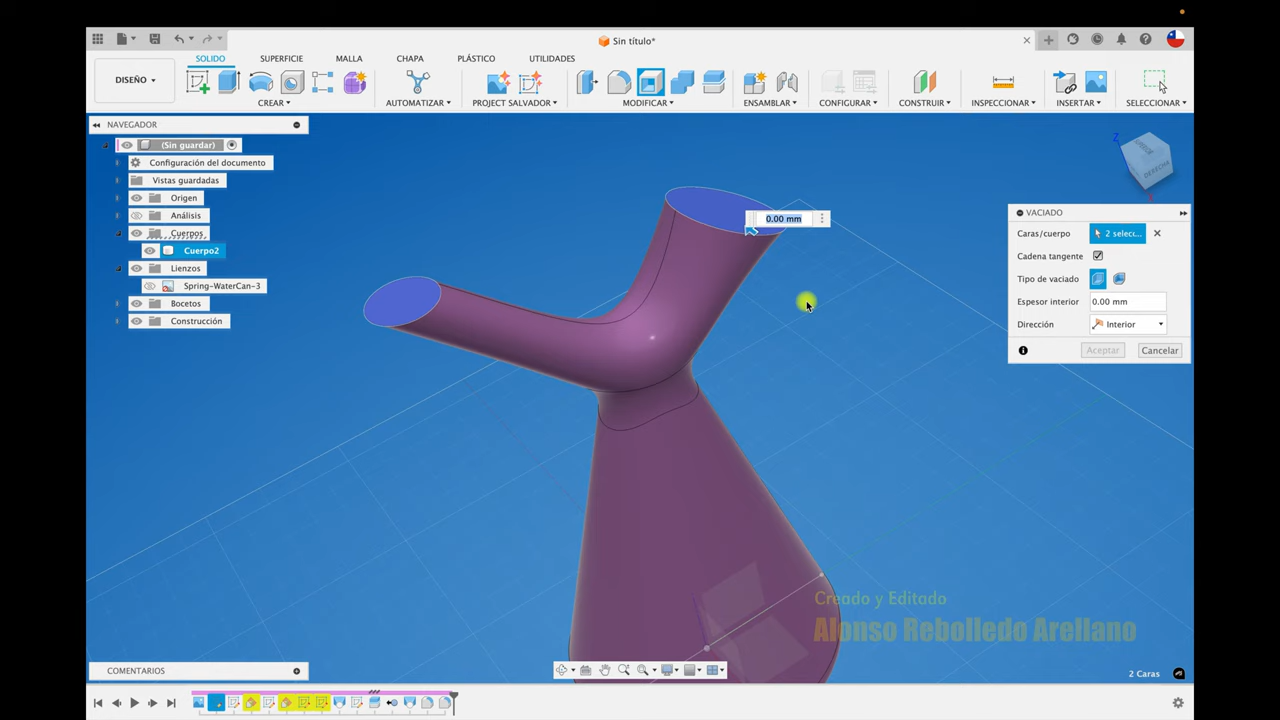 Sin título*
DISEÑO
SOLIDO
SUPERFICIE
MALLA
CHAPA
PLÁSTICO
UTILIDADES
CREAR
AUTOMATIZAR
PROJECT SALVADOR
MODIFICAR
ENSAMBLAR
CONFIGURAR
CONSTRUIR
INSPECCIONAR
INSERTAR
SELECCIONAR
NAVEGADOR
(Sin guardar)
Configuración del documento
Vistas guardadas
Origen
Análisis
Cuerpos
Cuerpo2
Lienzos
Spring-WaterCan-3
Bocetos
Construcción
0.00 mm
Z
DERECHA
VACIADO
Caras/cuerpo
2 selecc...
Cadena tangente
Tipo de vaciado
Espesor interior
0.00 mm
Dirección
Interior
Aceptar
Cancelar
Creado y Editado
Alonso Rebolledo Arellano
COMENTARIOS
2 Caras